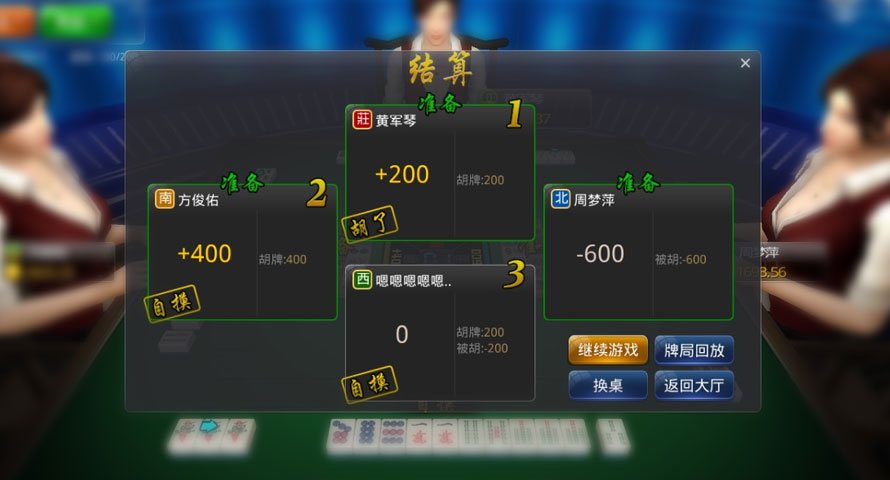 结算
准备
莊 黄军琴
1
+200
胡牌:200
胡了
准备
南 方俊佑
2
+400
胡牌:400
自摸
准备
北 周梦萍
-600
被胡:-600
西 嗯嗯嗯嗯嗯..
3
0
胡牌:200
被胡:-200
自摸
继续游戏
牌局回放
换桌
返回大厅